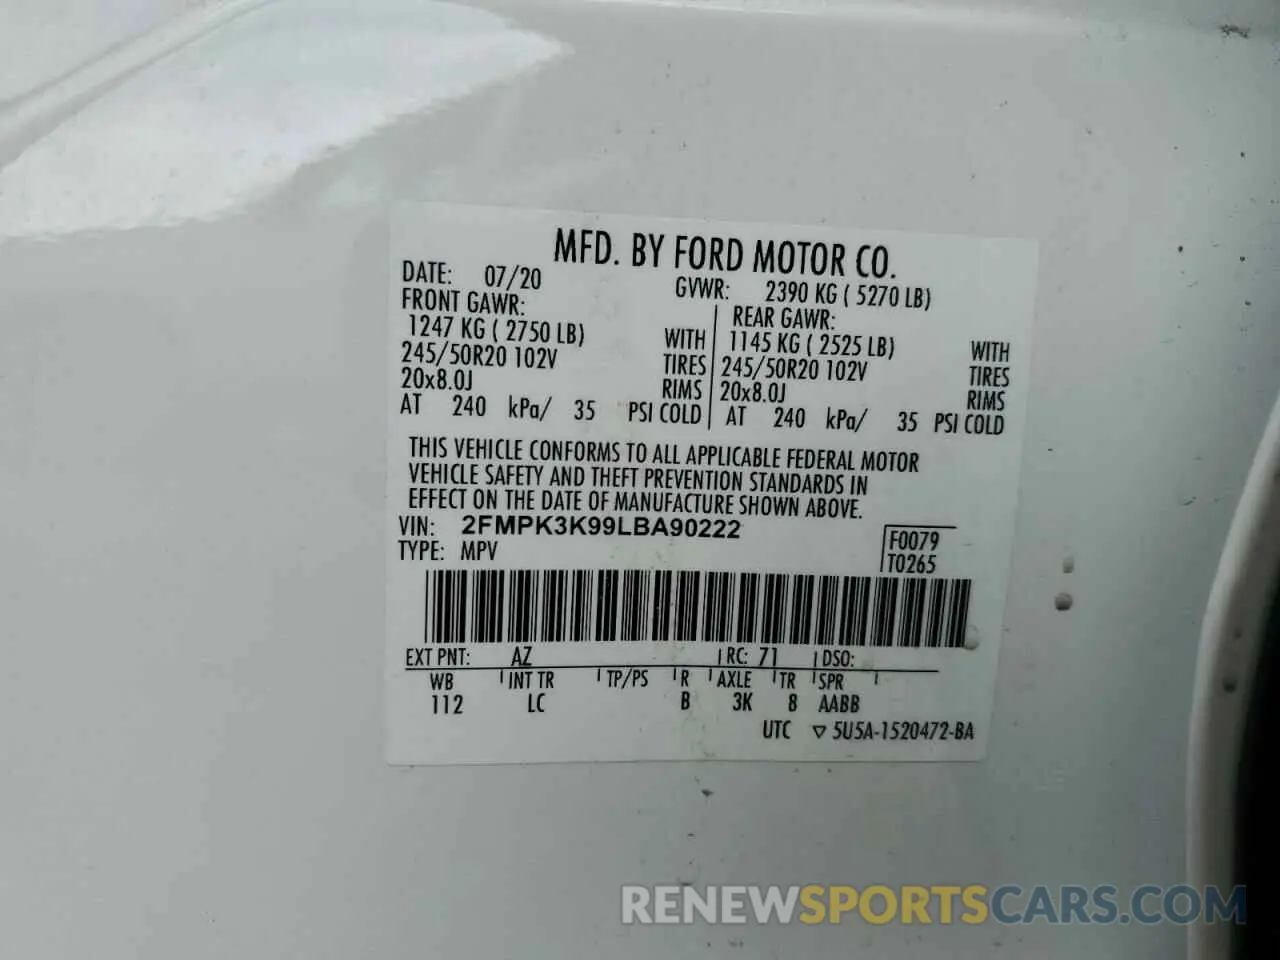 MFD. BY FORD MOTOR CO.
DATE: 07/20 GVWR: 2390 KG ( 5270 LB)
FRONT GAWR: REAR GAWR:
1247 KG ( 2750 LB) WITH 1145 KG ( 2525 LB) WITH
245/50R20 102V TIRES 245/50R20 102V TIRES
20x8.0J RIMS 20x8.0J RIMS
AT 240 kPa/ 35 PSI COLD AT 240 kPa/ 35 PSI COLD
THIS VEHICLE CONFORMS TO ALL APPLICABLE FEDERAL MOTOR
VEHICLE SAFETY AND THEFT PREVENTION STANDARDS IN
EFFECT ON THE DATE OF MANUFACTURE SHOWN ABOVE.
VIN: 2FMPK3K99LBA90222 F0079
TYPE: MPV T0265
EXT PNT: AZ RC: 71 DSO:
WB INT TR TP/PS R AXLE TR SPR
112 LC B 3K 8 AABB
UTC ▽ 5U5A-1520472-BA
RENEWSPORTSCARS.COM